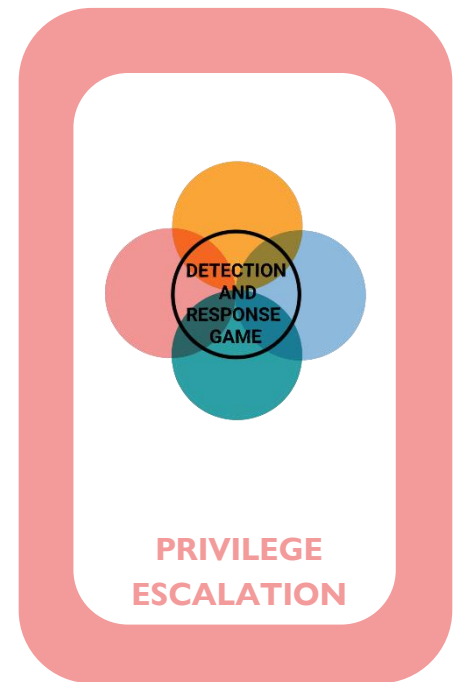 DETECTION
AND
RESPONSE
GAME
PRIVILEGE
ESCALATION